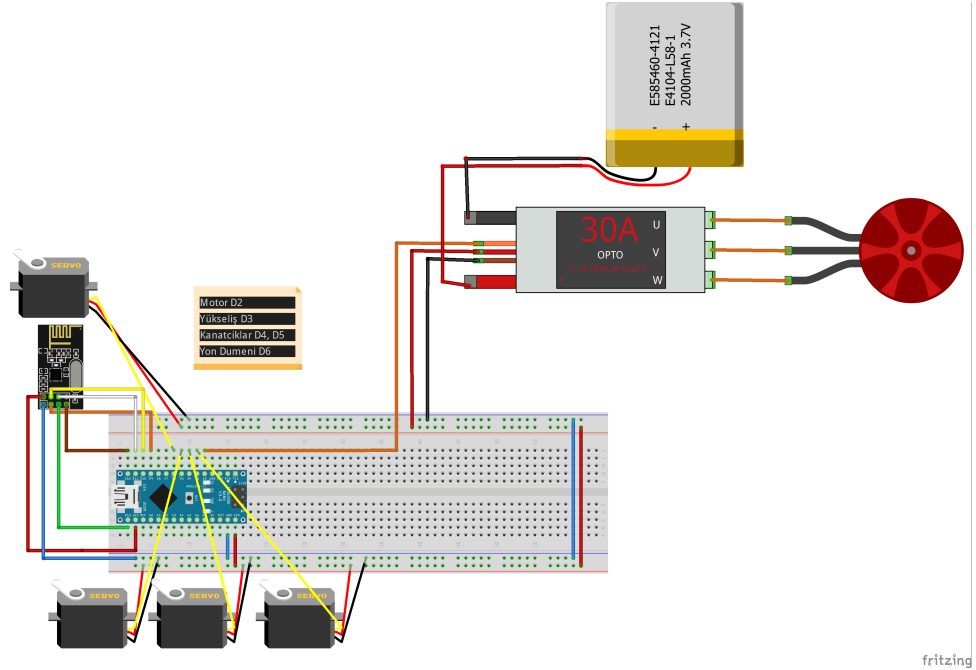 E585460-4121
E4104-L58-1
2000mAh 3.7V
- +
30A
OPTO
U
V
W
SERVO
Motor D2
Yükseliş D3
Kanatciklar D4, D5
Yon Dumeni D6
SERVO
SERVO
SERVO
fritzing